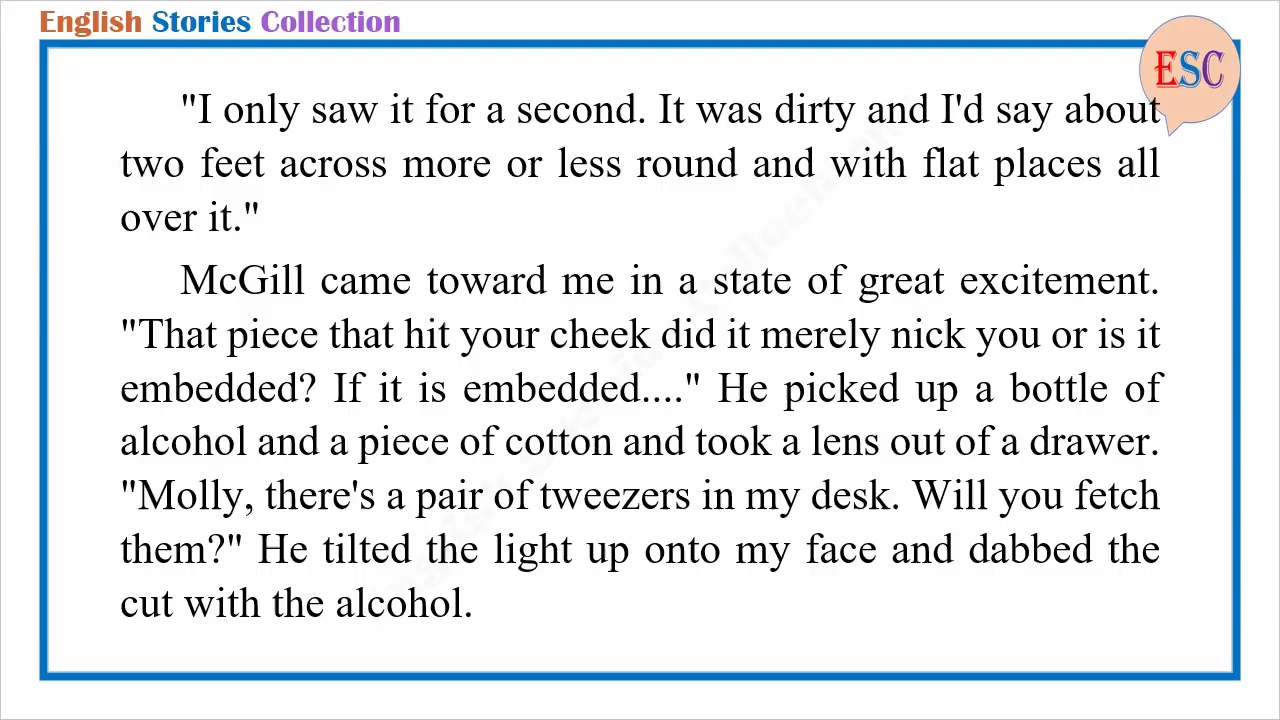 English Stories Collection
ESC
"I only saw it for a second. It was dirty and I'd say about
two feet across more or less round and with flat places all
over it."
McGill came toward me in a state of great excitement.
"That piece that hit your cheek did it merely nick you or is it
embedded? If it is embedded...." He picked up a bottle of
alcohol and a piece of cotton and took a lens out of a drawer.
"Molly, there's a pair of tweezers in my desk. Will you fetch
them?" He tilted the light up onto my face and dabbed the
cut with the alcohol.